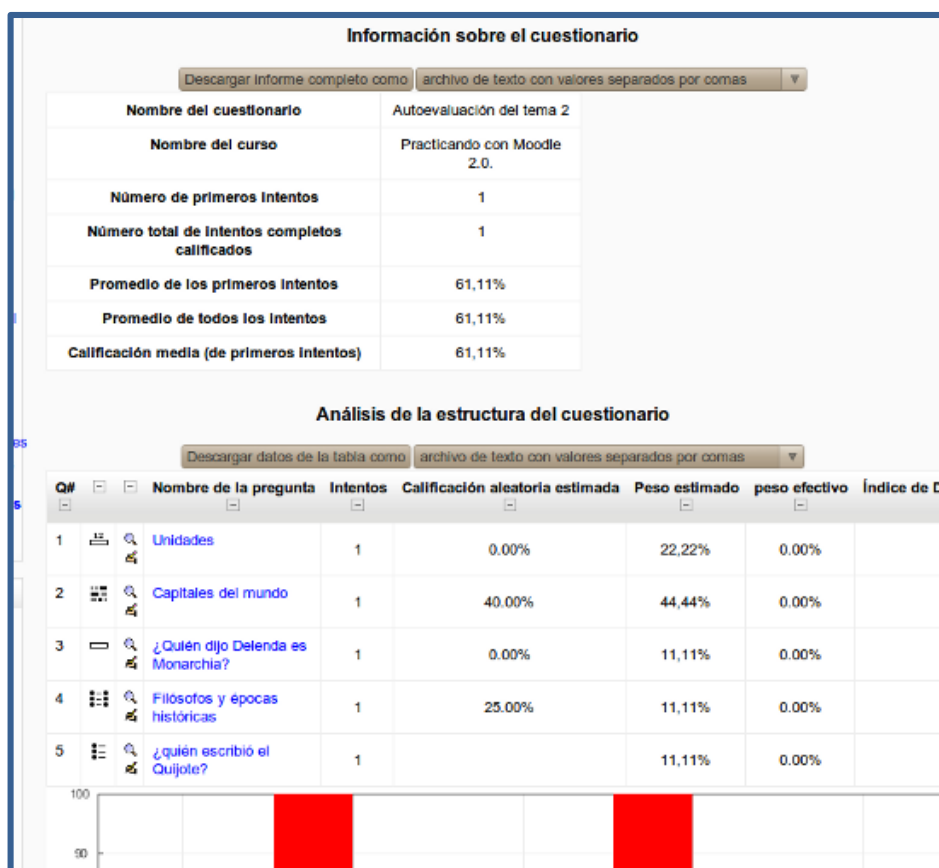 Información sobre el cuestionario
Descargar informe completo como archivo de texto con valores separados por comas
Nombre del cuestionario Autoevaluación del tema 2
Nombre del curso Practicando con Moodle
2.0.
Número de primeros intentos 1
Número total de intentos completos 1
calificados
Promedio de los primeros intentos 61,11%
Promedio de todos los intentos 61,11%
Calificación media (de primeros intentos) 61,11%
Análisis de la estructura del cuestionario
es
Descargar datos de la tabla como archivo de texto con valores separados por comas
Q# Nombre de la pregunta Intentos Calificación aleatoria estimada Peso estimado peso efectivo Índice de D
s
1 Unidades 1 0.00% 22,22% 0.00%
2 Capitales del mundo 1 40.00% 44,44% 0.00%
3 ¿Quién dijo Delenda es 1 0.00% 11,11% 0.00%
Monarchia?
4 Filósofos y épocas 1 25.00% 11,11% 0.00%
históricas
5 ¿quién escribió el 1 11,11% 0.00%
Quijote?
100
90